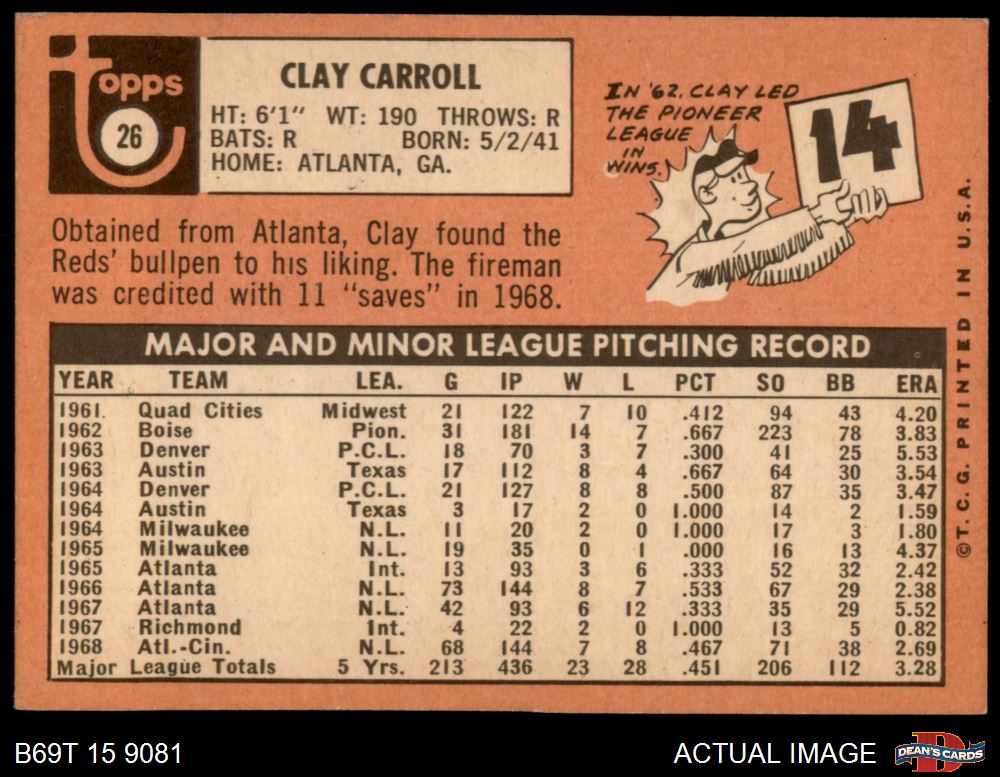 topps
26
CLAY CARROLL
HT: 6'1" WT: 190 THROWS: R
BATS: R BORN: 5/2/41
HOME: ATLANTA, GA.
IN '62, CLAY LED
THE PIONEER
LEAGUE
IN
WINS.
14
Obtained from Atlanta, Clay found the
Reds' bullpen to his liking. The fireman
was credited with 11 "saves" in 1968.
MAJOR AND MINOR LEAGUE PITCHING RECORD
YEAR TEAM LEA. G IP W L PCT SO BB ERA
1961 Quad Cities Midwest 21 122 7 10 .412 94 43 4.20
1962 Boise Pion. 31 181 14 7 .667 223 78 3.83
1963 Denver P.C.L. 18 70 3 7 .300 41 25 5.53
1963 Austin Texas 17 112 8 4 .667 64 30 3.54
1964 Denver P.C.L. 21 127 8 8 .500 87 35 3.47
1964 Austin Texas 3 17 2 0 1.000 14 2 1.59
1964 Milwaukee N.L. 11 20 2 0 1.000 17 3 1.80
1965 Milwaukee N.L. 19 35 0 1 .000 16 13 4.37
1965 Atlanta Int. 13 93 3 6 .333 52 32 2.42
1966 Atlanta N.L. 73 144 8 7 .533 67 29 2.38
1967 Atlanta N.L. 42 93 6 12 .333 35 29 5.52
1967 Richmond Int. 4 22 2 0 1.000 13 5 0.82
1968 Atl.-Cin. N.L. 68 144 7 8 .467 71 38 2.69
Major League Totals 5 Yrs. 213 436 23 28 .451 206 112 3.28
©T. C. G. PRINTED IN U.S.A.
B69T 15 9081
ACTUAL IMAGE
DEAN'S CARDS